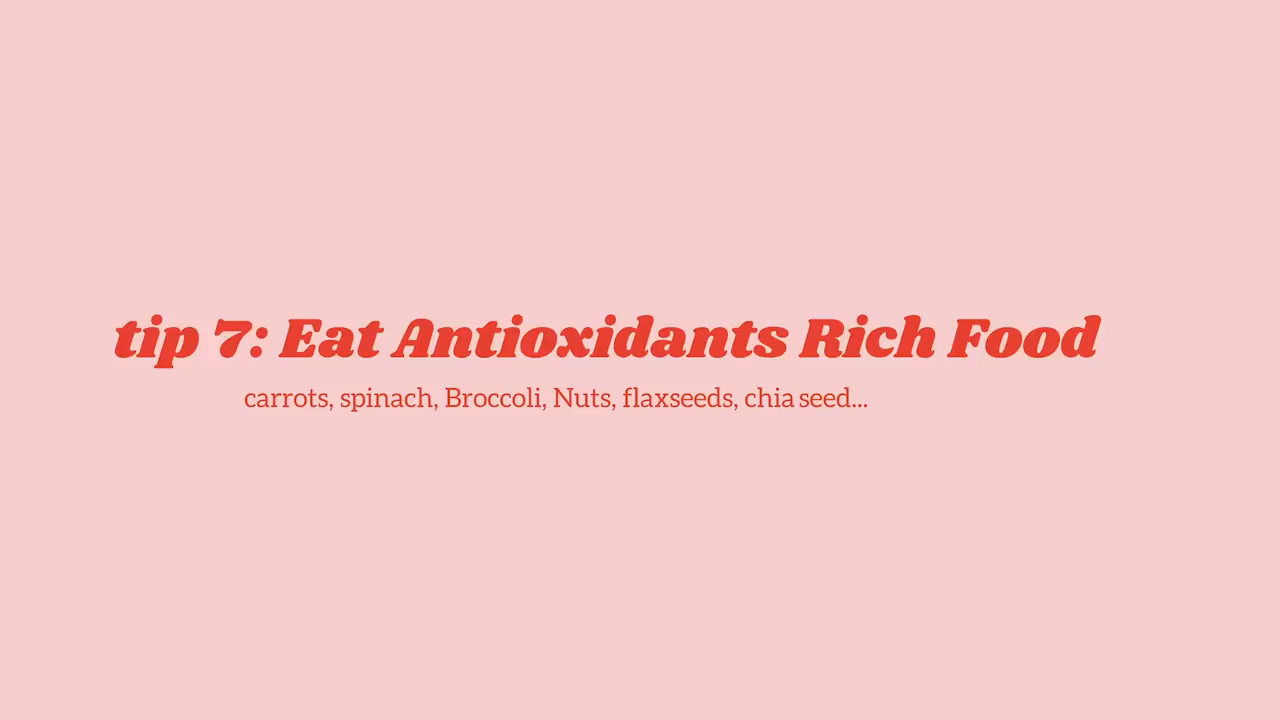 tip 7: Eat Antioxidants Rich Food
carrots, spinach, Broccoli, Nuts, flaxseeds, chia seed...